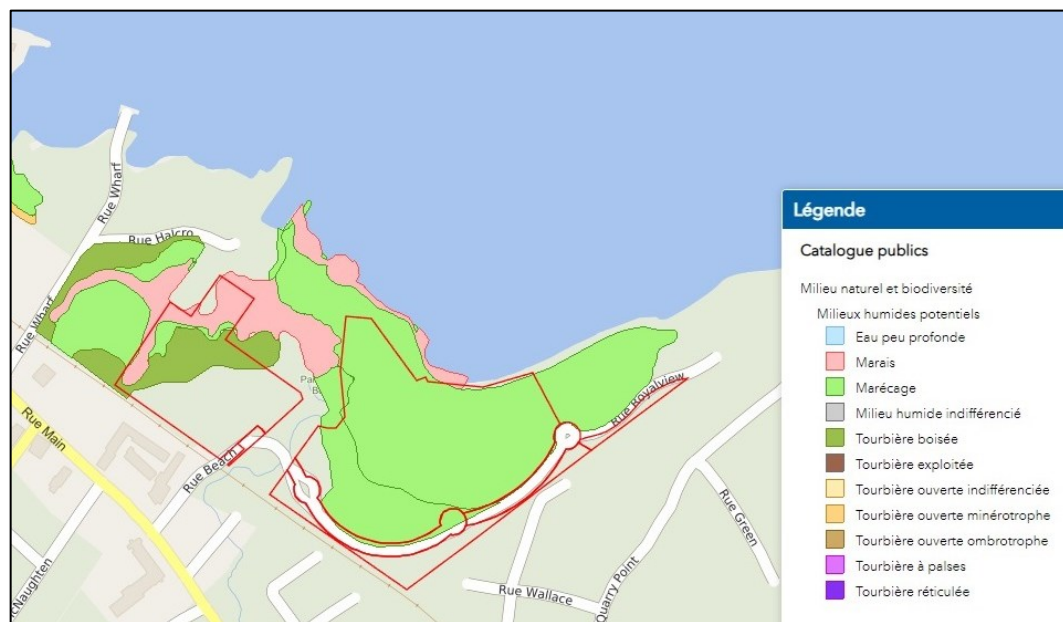 Rue Wharf
Rue Halcro
Rue Wharf
Rue Main
Rue Beach
Rue Royalview
Rue Green
Quarry Point
Rue Wallace
P
Légende
Catalogue publics
Milieu naturel et biodiversité
Milieux humides potentiels
Eau peu profonde
Marais
Marécage
Milieu humide indifférencié
Tourbière boisée
Tourbière exploitée
Tourbière ouverte indifférenciée
Tourbière ouverte minérotrophe
Tourbière ouverte ombrotrophe
Tourbière à palses
Tourbière réticulée